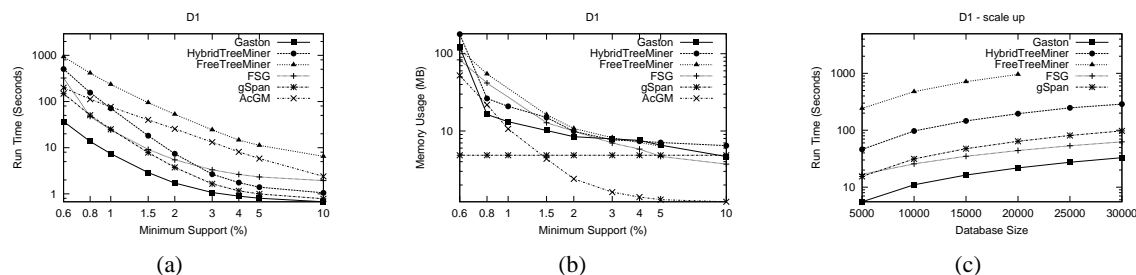 D1
Run Time (Seconds)
1000
100
10
1
0.6 0.8 1 1.5 2 3 4 5 10
Minimum Support (%)
Gaston
HybridTreeMiner
FreeTreeMiner
FSG
gSpan
AcGM
(a)
D1
Memory Usage (MB)
100
10
0.6 0.8 1 1.5 2 3 4 5 10
Minimum Support (%)
Gaston
HybridTreeMiner
FreeTreeMiner
FSG
gSpan
AcGM
(b)
D1 - scale up
Run Time (Seconds)
1000
100
10
5000 10000 15000 20000 25000 30000
Database Size
Gaston
HybridTreeMiner
FreeTreeMiner
FSG
gSpan
(c)